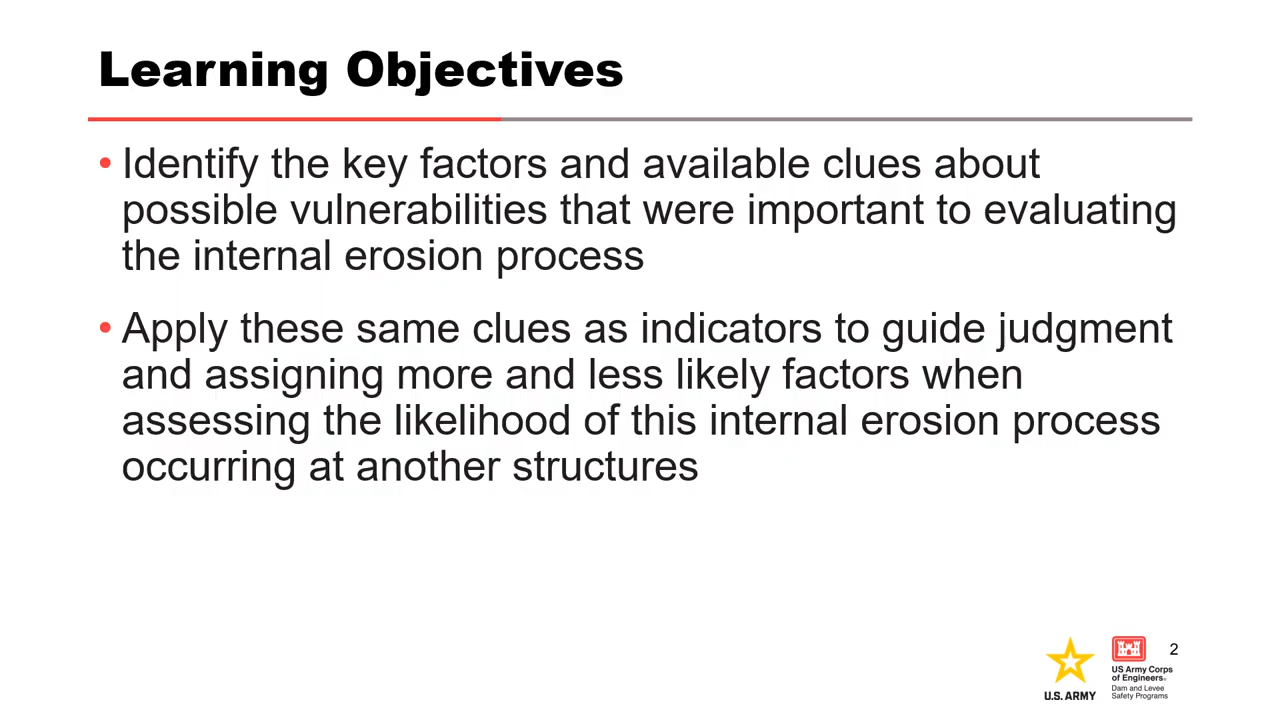 Learning Objectives
• Identify the key factors and available clues about
possible vulnerabilities that were important to evaluating
the internal erosion process
• Apply these same clues as indicators to guide judgment
and assigning more and less likely factors when
assessing the likelihood of this internal erosion process
occurring at another structures
U.S. ARMY
US Army Corps
of Engineers®
Dam and Levee
Safety Programs
2